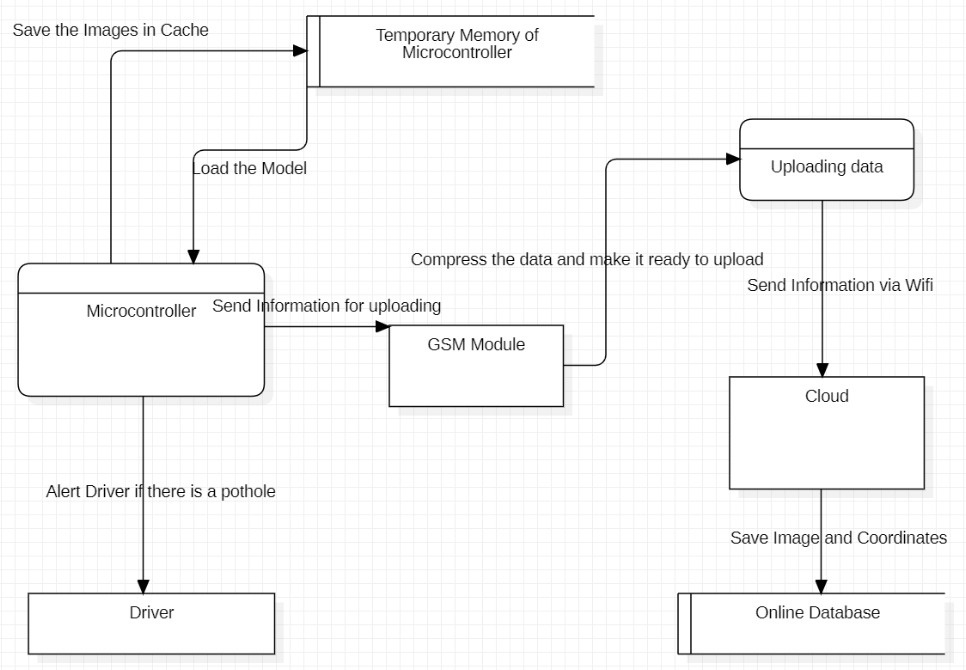 Save the Images in Cache
Temporary Memory of
Microcontroller
Load the Model
Uploading data
Compress the data and make it ready to upload
Send Information via Wifi
Microcontroller
Send Information for uploading
GSM Module
Cloud
Alert Driver if there is a pothole
Save Image and Coordinates
Driver
Online Database